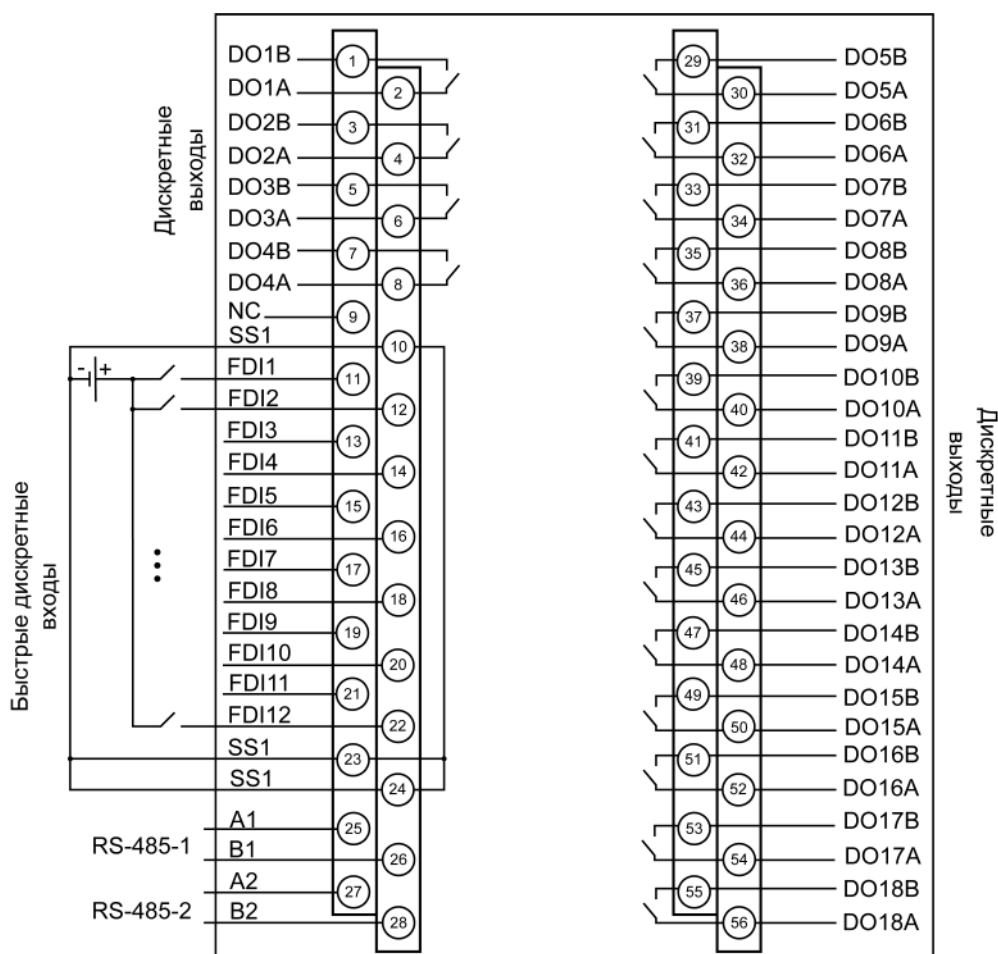 DO1B 1
DO1A 2
DO2B 3
DO2A 4
DO3B 5
DO3A 6
DO4B 7
DO4A 8
NC 9
SS1 10
- +
FDI1 11
FDI2 12
FDI3 13
FDI4 14
FDI5 15
FDI6 16
FDI7 17
FDI8 18
FDI9 19
FDI10 20
FDI11 21
FDI12 22
SS1 23
SS1 24
A1 25
RS-485-1
B1 26
A2 27
RS-485-2
B2 28
Дискретные
выходы
Быстрые дискретные
входы
29 DO5B
30 DO5A
31 DO6B
32 DO6A
33 DO7B
34 DO7A
35 DO8B
36 DO8A
37 DO9B
38 DO9A
39 DO10B
40 DO10A
41 DO11B
42 DO11A
43 DO12B
44 DO12A
45 DO13B
46 DO13A
47 DO14B
48 DO14A
49 DO15B
50 DO15A
51 DO16B
52 DO16A
53 DO17B
54 DO17A
55 DO18B
56 DO18A
Дискретные
выходы